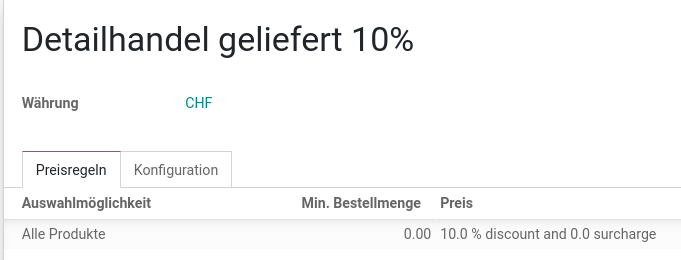 Detailhandel geliefert 10%
Währung CHF
Preisregeln Konfiguration
Auswahlmöglichkeit Min. Bestellmenge Preis
Alle Produkte 0.00 10.0 % discount and 0.0 surcharge